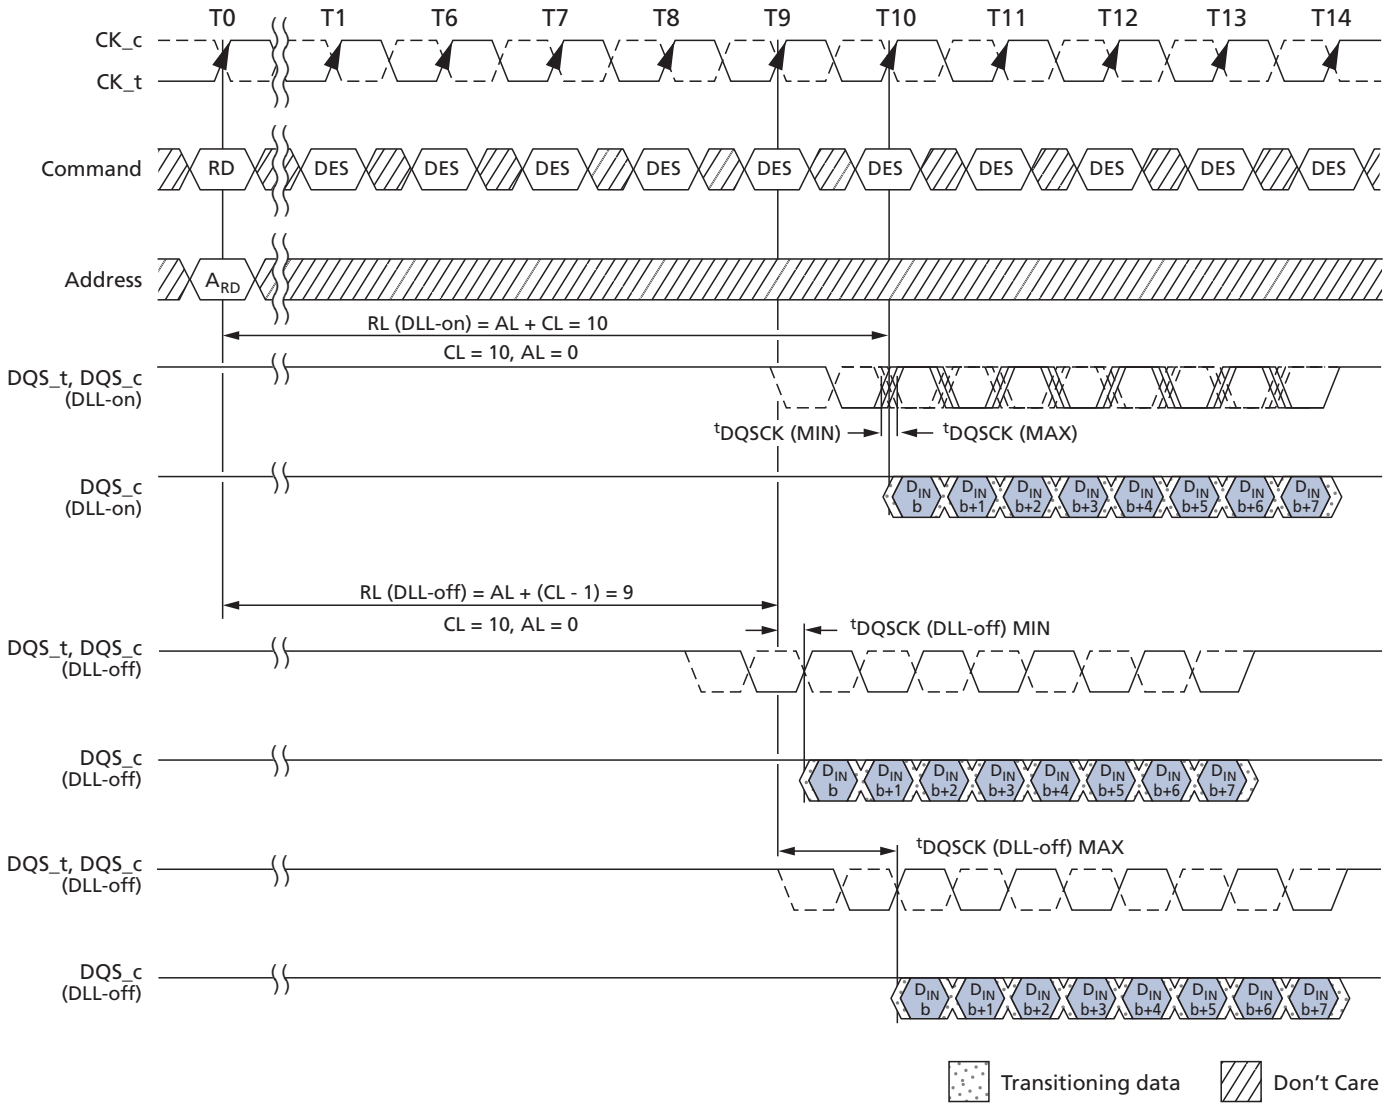 T0 T1 T6 T7 T8 T9 T10 T11 T12 T13 T14
CK_c
CK_t
Command RD DES DES DES DES DES DES DES DES DES DES
Address ARD
RL (DLL-on) = AL + CL = 10
CL = 10, AL = 0
DQS_t, DQS_c
(DLL-on)
tDQSCK (MIN) tDQSCK (MAX)
DQS_c
(DLL-on)
DIN b DIN b+1 DIN b+2 DIN b+3 DIN b+4 DIN b+5 DIN b+6 DIN b+7
RL (DLL-off) = AL + (CL - 1) = 9
CL = 10, AL = 0
tDQSCK (DLL-off) MIN
DQS_t, DQS_c
(DLL-off)
DQS_c
(DLL-off)
DIN b DIN b+1 DIN b+2 DIN b+3 DIN b+4 DIN b+5 DIN b+6 DIN b+7
tDQSCK (DLL-off) MAX
DQS_t, DQS_c
(DLL-off)
DQS_c
(DLL-off)
DIN b DIN b+1 DIN b+2 DIN b+3 DIN b+4 DIN b+5 DIN b+6 DIN b+7
Transitioning data Don't Care